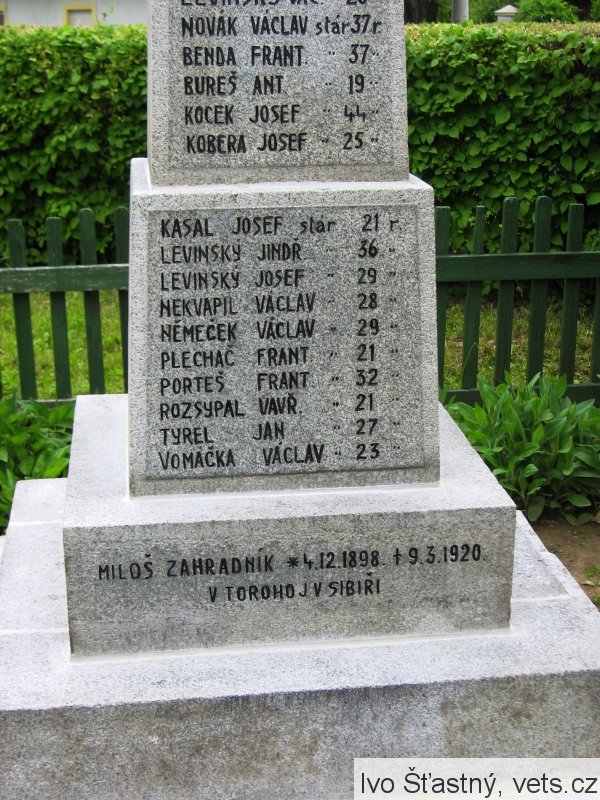 LEVINSKÝ VÁC. 28 "
NOVÁK VÁCLAV stár 37 r
BENDA FRANT. " 37 "
BUREŠ ANT. " 19 "
KOCEK JOSEF " 44 "
KOBERA JOSEF " 25 "
KASAL JOSEF stár 21 r
LEVINSKÝ JINDŘ. " 36 "
LEVINSKÝ JOSEF " 29 "
NEKVAPIL VÁCLAV " 28 "
NĚMEČEK VÁCLAV " 29 "
PLECHÁČ FRANT. " 21 "
PORTEŠ FRANT. " 32 "
ROZSYPAL VAVŘ. " 21 "
TYREL JAN " 27 "
VOMÁČKA VÁCLAV " 23 "
MILOŠ ZAHRADNÍK *4.12.1898. †9.3.1920.
V TOROHOJ V SIBIŘI
Ivo Šťastný, vets.cz